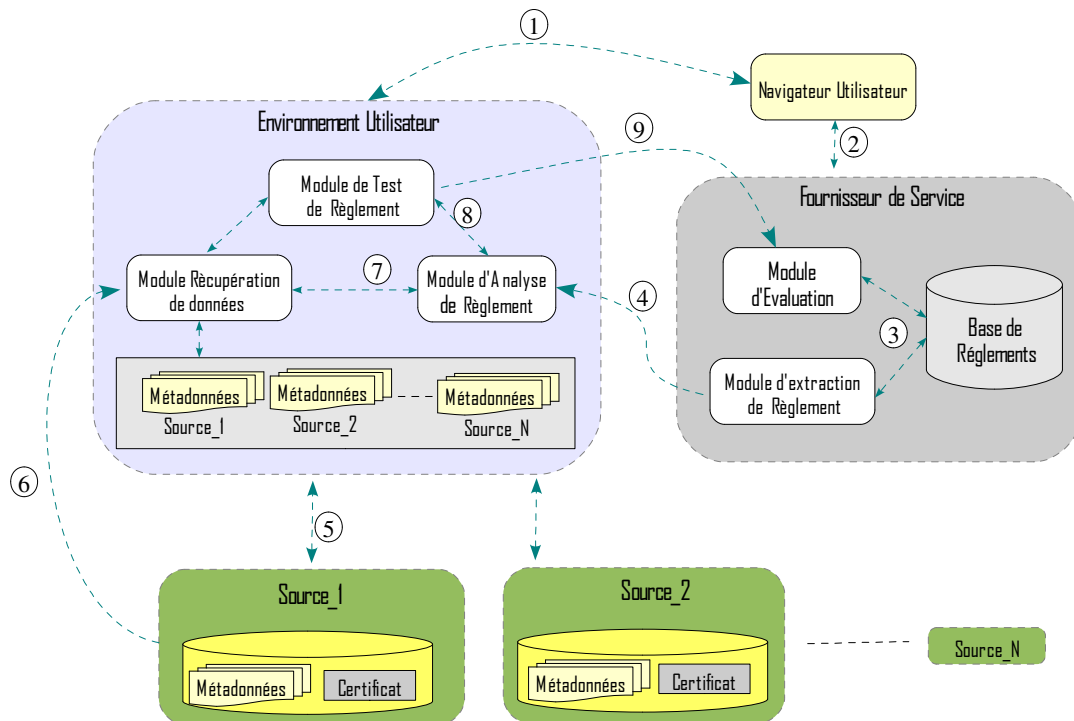 1
Navigateur Utilisateur
2
Environnement Utilisateur
9
Module de Test
de Règlement
8
Fournisseur de Service
Module Rècupération
de données
7
Module d'Analyse
de Règlement
4
Module
d'Evaluation
3
Base de
Réglements
Module d'extraction
de Règlement
Métadonnées
Source_1
Métadonnées
Source_2
Métadonnées
Source_N
6
5
Source_1
Métadonnées
Certificat
Source_2
Métadonnées
Certificat
Source_N